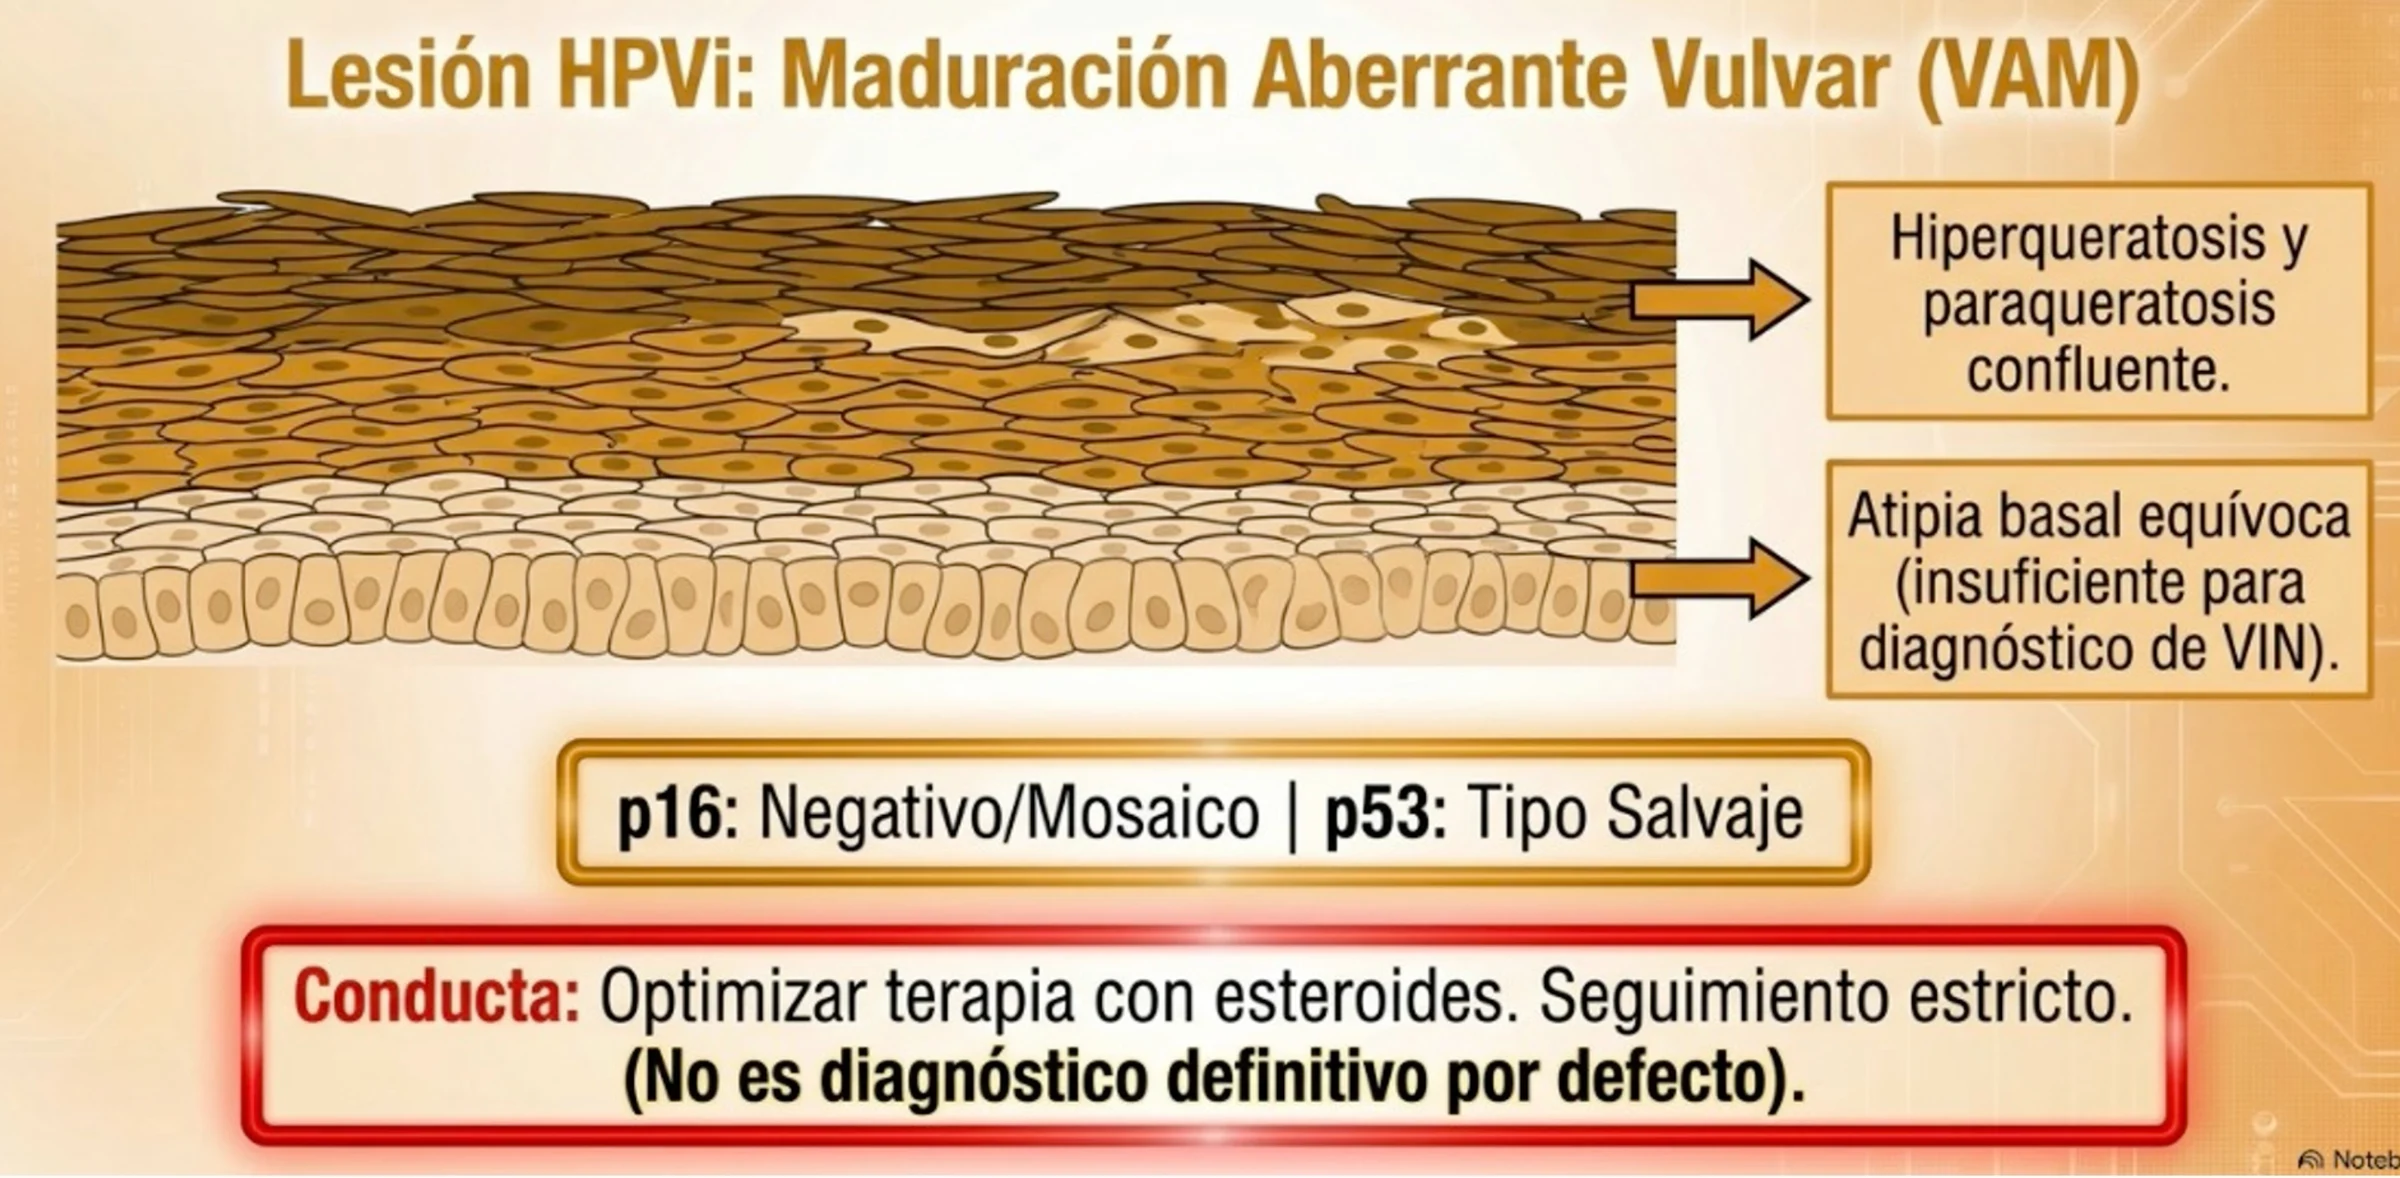 Lesión HPVi: Maduración Aberrante Vulvar (VAM)
Hiperqueratosis y
paraqueratosis
confluente.
Atipia basal equívoca
(insuficiente para
diagnóstico de VIN).
p16: Negativo/Mosaico | p53: Tipo Salvaje
Conducta: Optimizar terapia con esteroides. Seguimiento estricto.
(No es diagnóstico definitivo por defecto).
Noteb